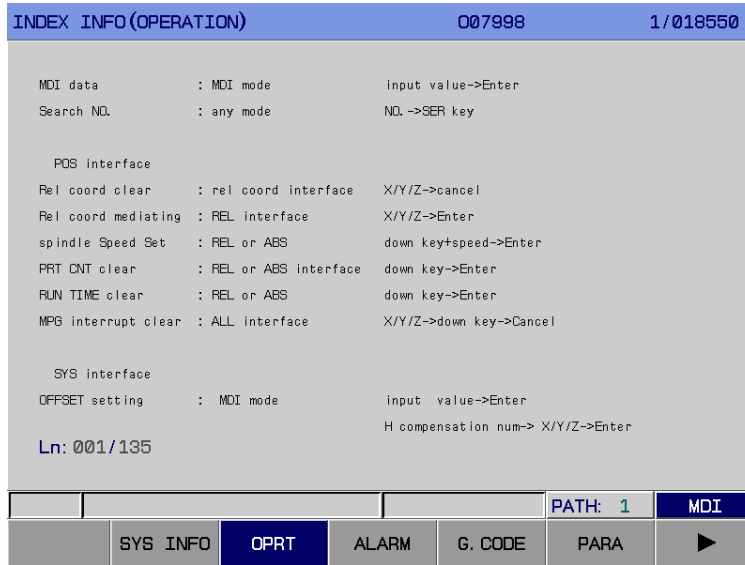 INDEX INFO(OPERATION) O07998 1/018550
MDI data : MDI mode input value->Enter
Search NO. : any mode NO.->SER key
POS interface
Rel coord clear : rel coord interface X/Y/Z->cancel
Rel coord mediating : REL interface X/Y/Z->Enter
spindle Speed Set : REL or ABS down key+speed->Enter
PRT CNT clear : REL or ABS interface down key->Enter
RUN TIME clear : REL or ABS down key->Enter
MPG interrupt clear : ALL interface X/Y/Z->down key->Cancel
SYS interface
OFFSET setting : MDI mode input value->Enter
H compensation num-> X/Y/Z->Enter
Ln: 001/135
PATH: 1 MDI
SYS INFO OPRT ALARM G. CODE PARA ▶